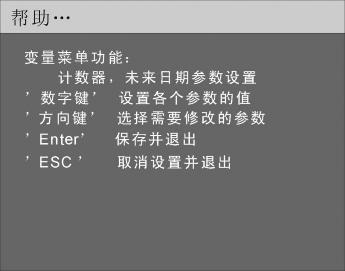 帮助…
变量菜单功能：
计数器，未来日期参数设置
’数字键’ 设置各个参数的值
’方向键’ 选择需要修改的参数
’Enter’ 保存并退出
’ESC ’ 取消设置并退出